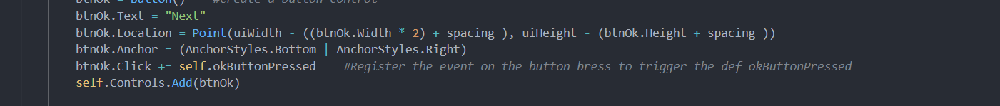 btnOk = Button()    #Create a button control
btnOk.Text = "Next"
btnOk.Location = Point(uiWidth - ((btnOk.Width * 2) + spacing ), uiHeight - (btnOk.Height + spacing ))
btnOk.Anchor = (AnchorStyles.Bottom | AnchorStyles.Right)
btnOk.Click += self.okButtonPressed    #Register the event on the button bress to trigger the def okButtonPressed
self.Controls.Add(btnOk)